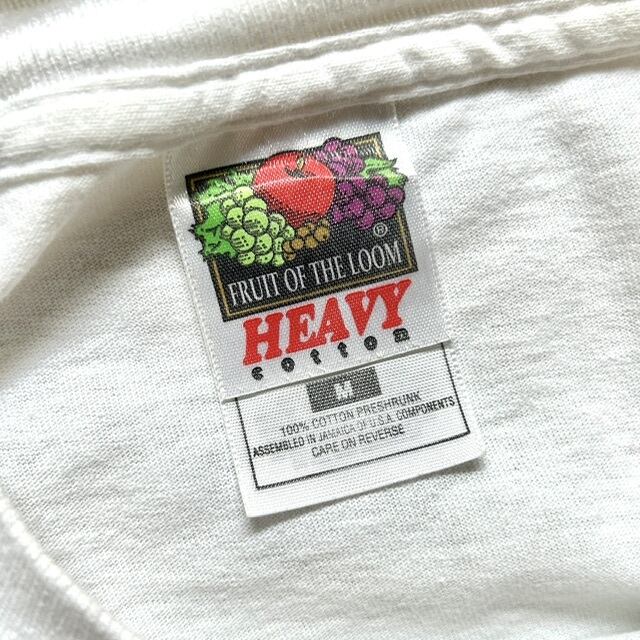 ®
FRUIT OF THE LOOM
HEAVY
cotton
M
100% COTTON PRESHRUNK
ASSEMBLED IN JAMAICA OF U.S.A. COMPONENTS
CARE ON REVERSE